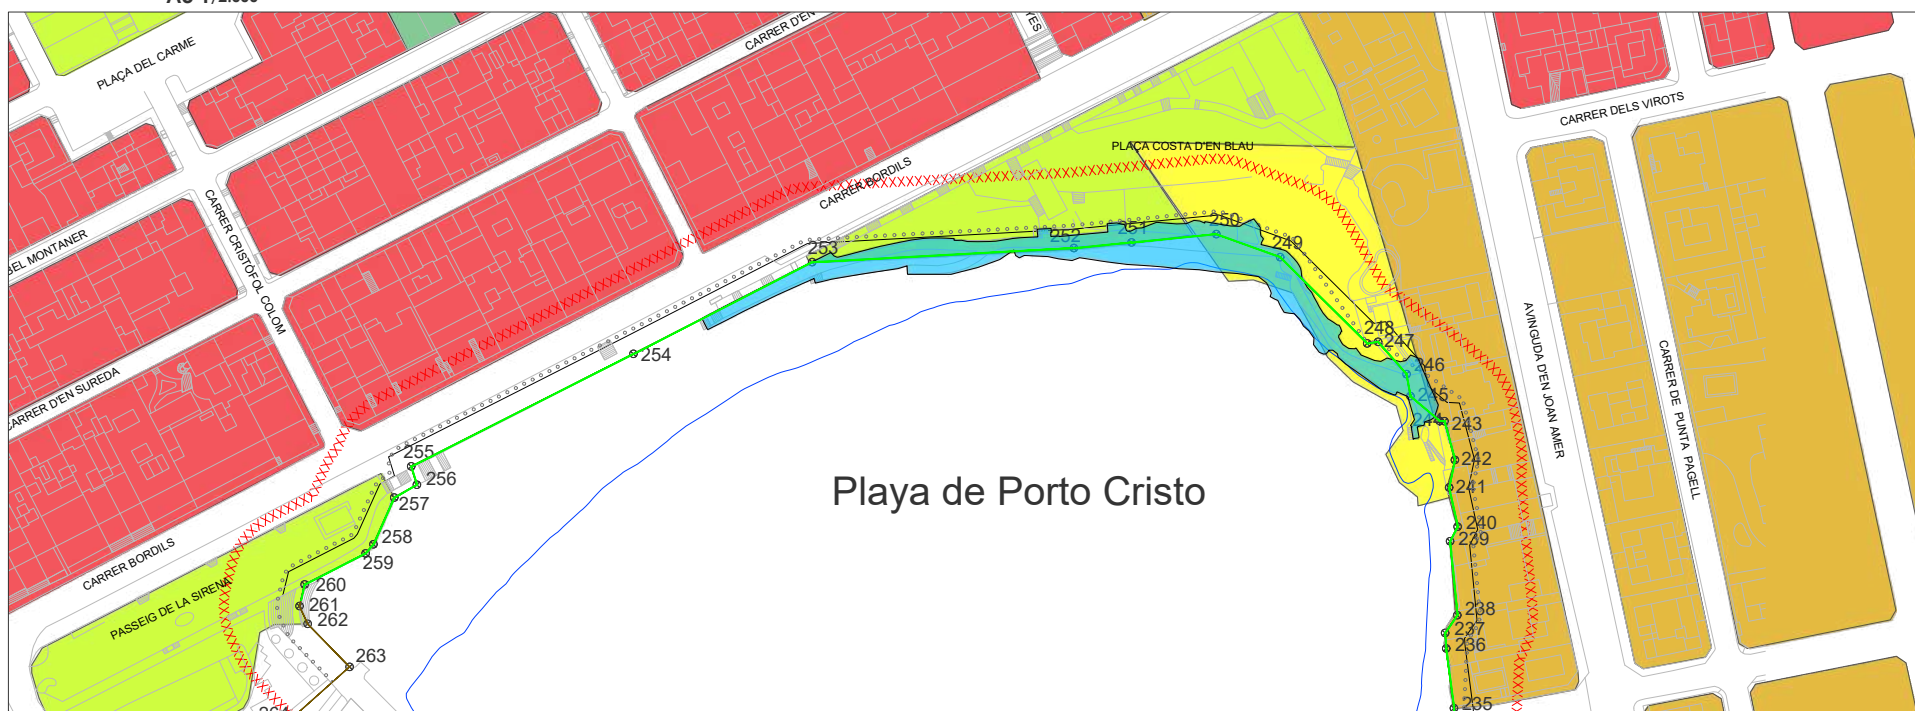 PLAÇA DEL CARME
CARRER D'EN
YES
CARRER DELS VIROTS
PLAÇA COSTA D'EN BLAU
CARRER BORDILS
CARRER CRISTÒFOL COLOM
BEL MONTANER
CARRER D'EN SUREDA
AVINGUDA D'EN JOAN AMER
CARRER DE PUNTA PAGELL
253
252
251
250
249
248
247
246
245
243
242
241
240
239
238
237
236
235
254
255
256
257
258
259
260
261
262
263
Playa de Porto Cristo
CARRER BORDILS
PASSEIG DE LA SIRENA